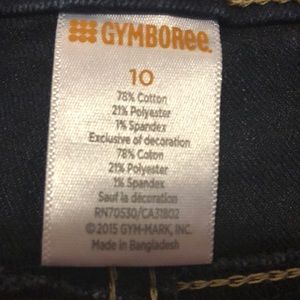 GYMBOREE.
10
78% Cotton
21% Polyester
1% Spandex
Exclusive of decoration
78% Coton
21% Polyester
1% Spandex
Sauf la décoration
RN70530/CA31802
©2015 GYM-MARK, INC.
Made in Bangladesh